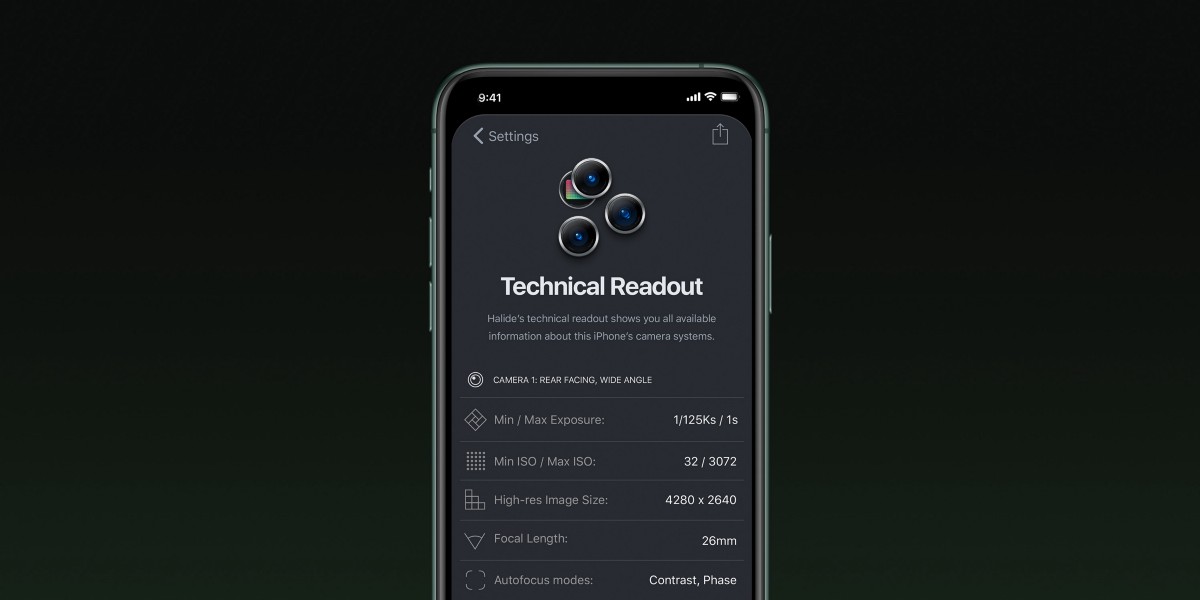 9:41
Settings
Technical Readout
Halide's technical readout shows you all available
information about this iPhone's camera systems.
CAMERA 1: REAR FACING, WIDE ANGLE
Min / Max Exposure: 1/125Ks / 1s
Min ISO / Max ISO: 32 / 3072
High-res Image Size: 4280 x 2640
Focal Length: 26mm
Autofocus modes: Contrast, Phase